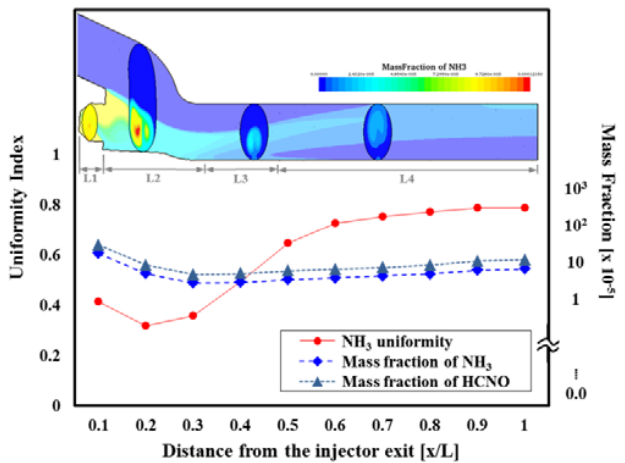 MassFraction of NH3
0.00000
L1
L2
L3
L4
Uniformity Index
1
0.8
0.6
0.4
0.2
0
Mass Fraction [x 10-5]
10³
10²
10
1
0.0
NH₃ uniformity
Mass fraction of NH₃
Mass fraction of HCNO
0.1 0.2 0.3 0.4 0.5 0.6 0.7 0.8 0.9 1
Distance from the injector exit [x/L]